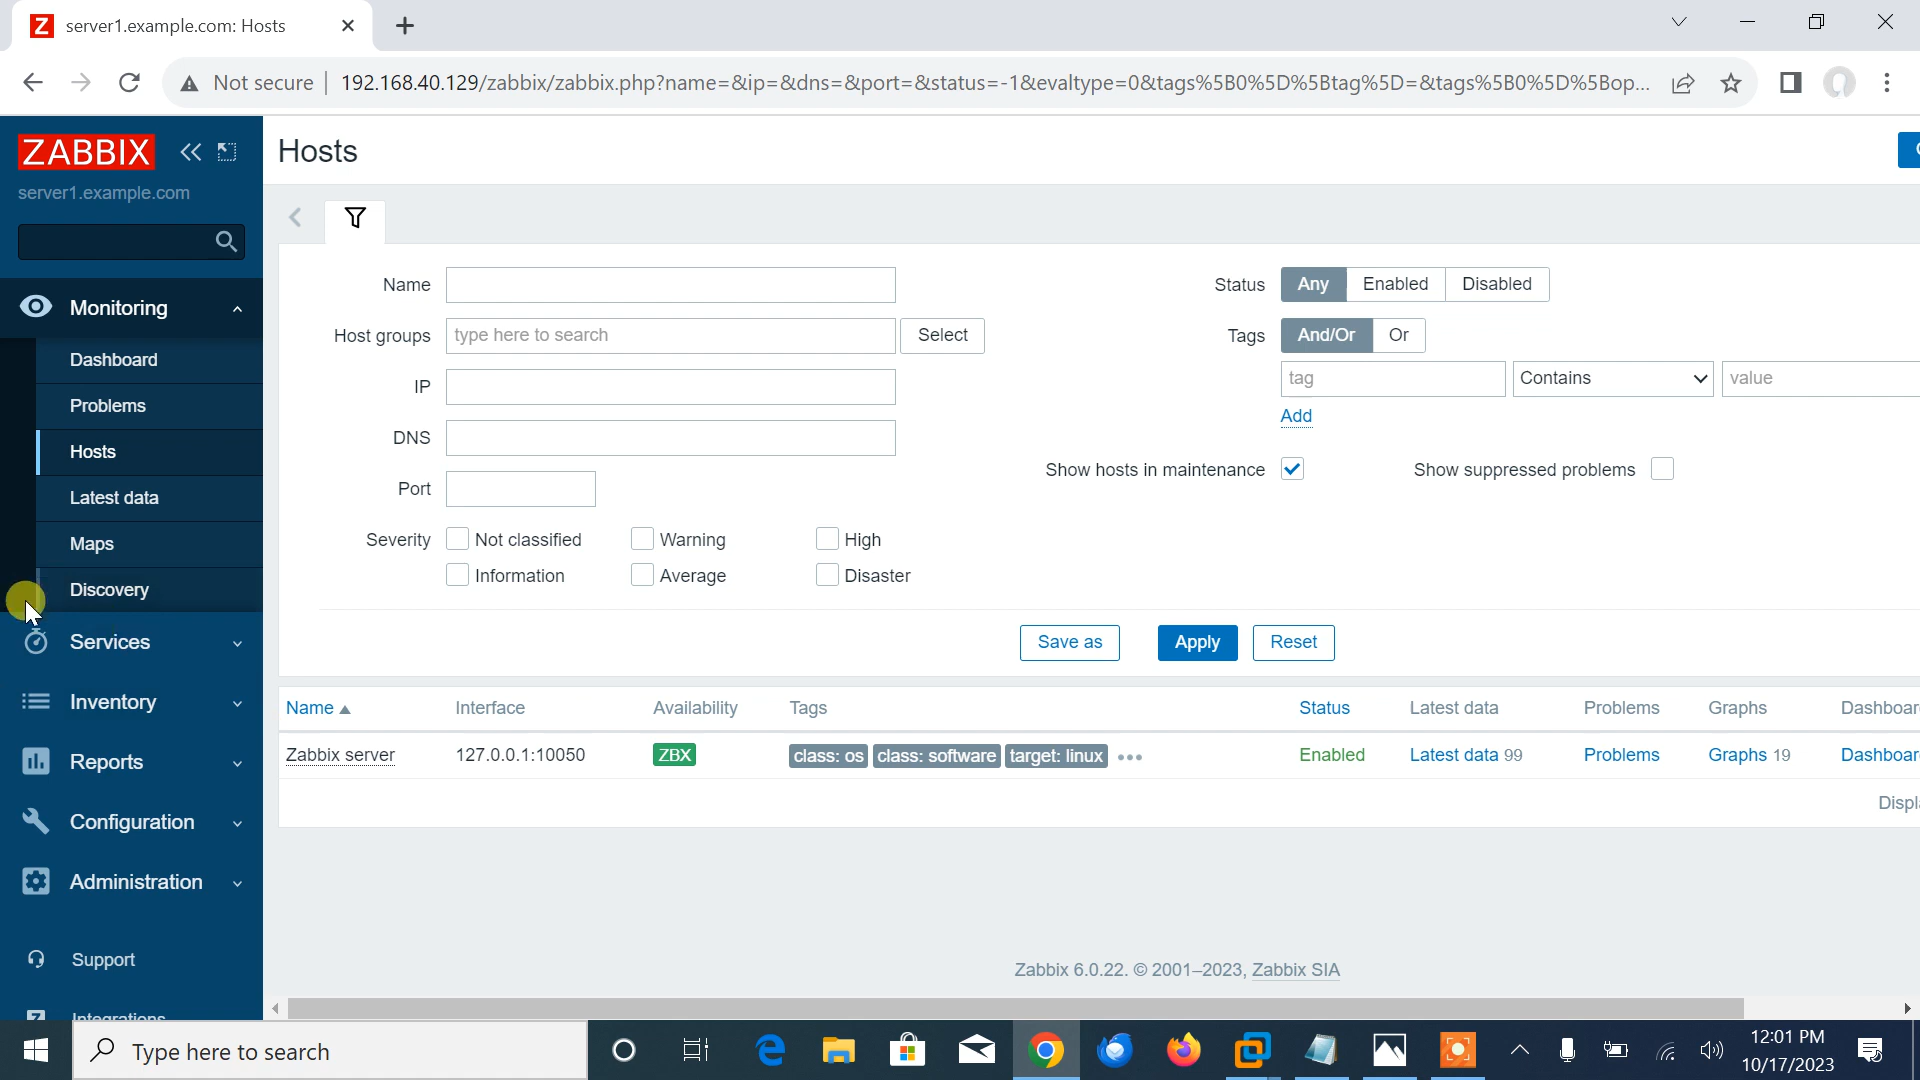 Z server1.example.com: Hosts
Not secure 192.168.40.129/zabbix/zabbix.php?name=&ip=&dns=&port=&status=-1&evaltype=0&tags%5B0%5D%5Btag%5D=&tags%5B0%5D%5Bop...
ZABBIX
server1.example.com
Monitoring
Dashboard
Problems
Hosts
Latest data
Maps
Discovery
Services
Inventory
Reports
Configuration
Administration
Support
Integrations
Hosts
Name
Host groups type here to search Select
IP
DNS
Port
Severity Not classified Warning High
Information Average Disaster
Status Any Enabled Disabled
Tags And/Or Or
tag Contains value
Add
Show hosts in maintenance Show suppressed problems
Save as Apply Reset
Name Interface Availability Tags Status Latest data Problems Graphs Dashboar
Zabbix server 127.0.0.1:10050 ZBX class: os class: software target: linux ••• Enabled Latest data 99 Problems Graphs 19 Dashboar
Displ
Zabbix 6.0.22. © 2001–2023, Zabbix SIA
Type here to search
12:01 PM
10/17/2023